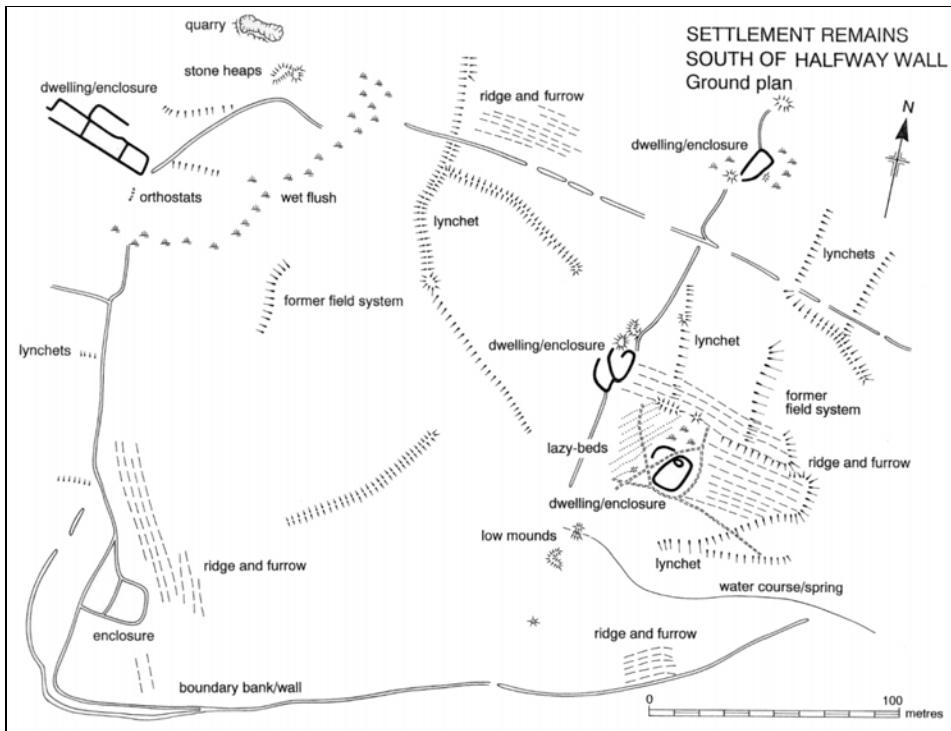 SETTLEMENT REMAINS
SOUTH OF HALFWAY WALL
Ground plan
quarry
stone heaps
dwelling/enclosure
ridge and furrow
N
dwelling/enclosure
orthostats
wet flush
lynchet
lynchets
former field system
lynchets
dwelling/enclosure
lynchet
former
field system
lazy-beds
ridge and furrow
dwelling/enclosure
low mounds
lynchet
ridge and furrow
water course/spring
enclosure
ridge and furrow
boundary bank/wall
0
100
metres